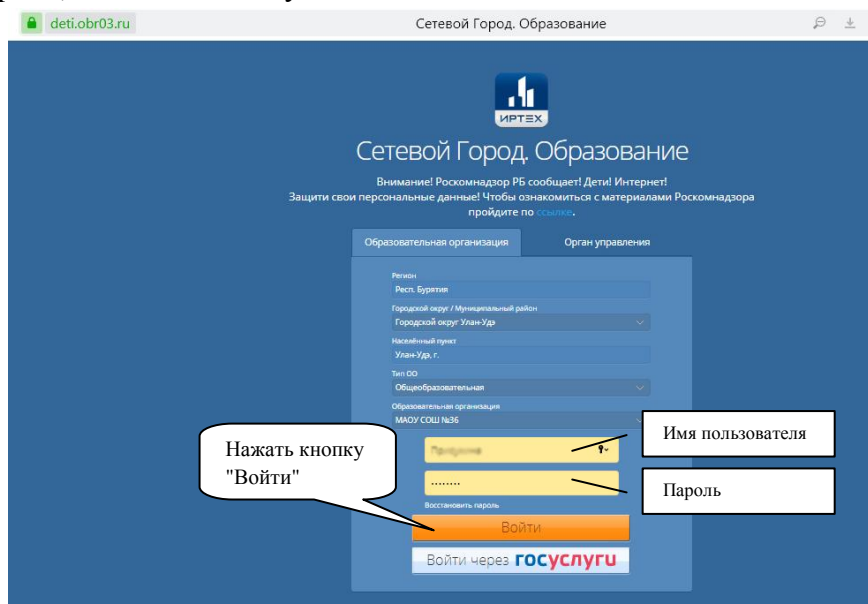 deti.obr03.ru Сетевой Город. Образование
ИРТЕХ
Сетевой Город. Образование
Внимание! Роскомнадзор РБ сообщает! Дети! Интернет!
Защити свои персональные данные! Чтобы ознакомиться с материалами Роскомнадзора
пройдите по ссылке.
Образовательная организация Орган управления
Регион
Респ. Бурятия
Городской округ / Муниципальный район
Городской округ Улан-Удэ
Населённый пункт
Улан-Удэ, г.
Тип ОО
Общеобразовательная
Образовательная организация
МАОУ СОШ №36
Имя пользователя
Нажать кнопку
"Войти"
........
Пароль
Восстановить пароль
Войти
Войти через госуслуги